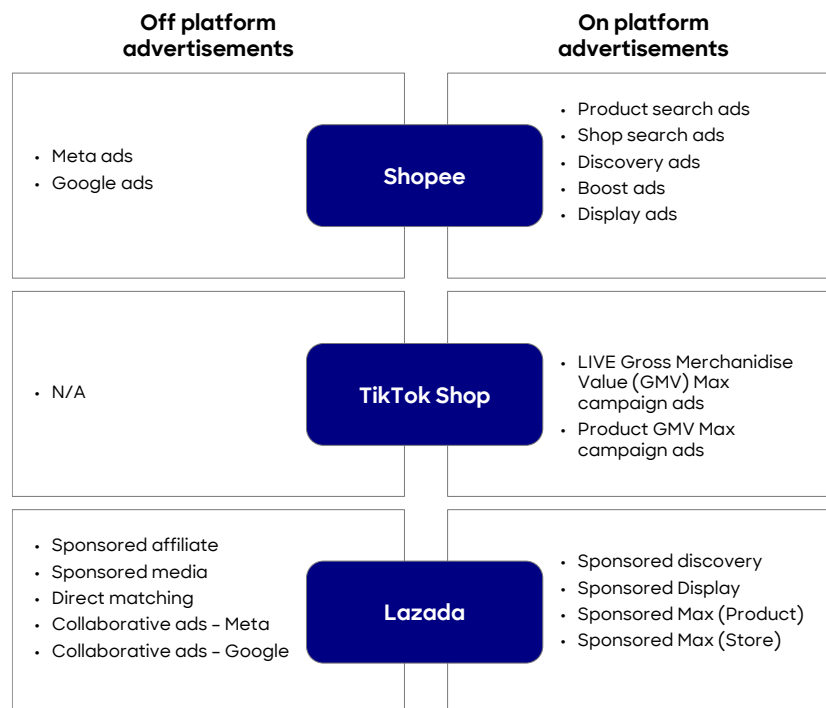 Off platform
advertisements
On platform
advertisements
• Meta ads
• Google ads
Shopee
• Product search ads
• Shop search ads
• Discovery ads
• Boost ads
• Display ads
• N/A
TikTok Shop
• LIVE Gross Merchanidise
Value (GMV) Max
campaign ads
• Product GMV Max
campaign ads
• Sponsored affiliate
• Sponsored media
• Direct matching
• Collaborative ads – Meta
• Collaborative ads – Google
Lazada
• Sponsored discovery
• Sponsored Display
• Sponsored Max (Product)
• Sponsored Max (Store)